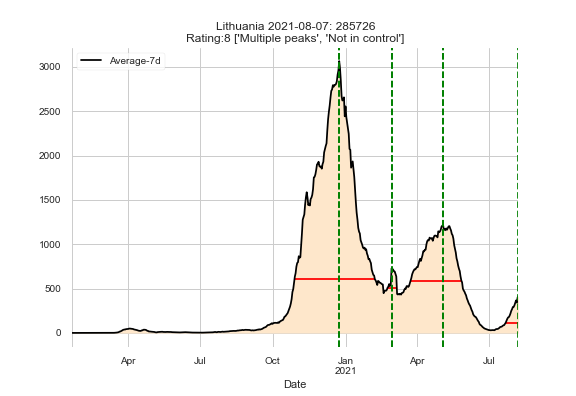 Lithuania 2021-08-07: 285726
Rating:8 ['Multiple peaks', 'Not in control']
Average-7d
3000
2500
2000
1500
1000
500
0
Apr Jul Oct Jan Apr Jul
2021
Date